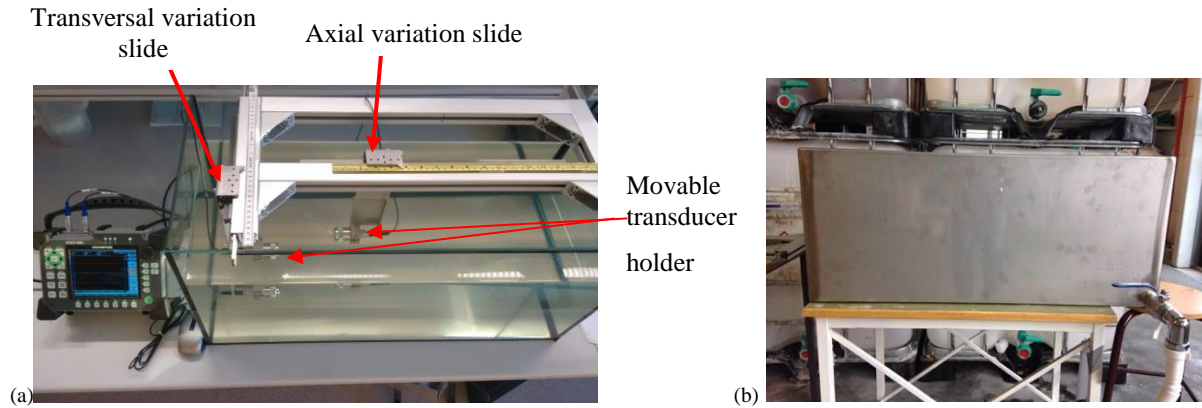 Transversal variation
slide
Axial variation slide
Movable
transducer
holder
(a)
(b)